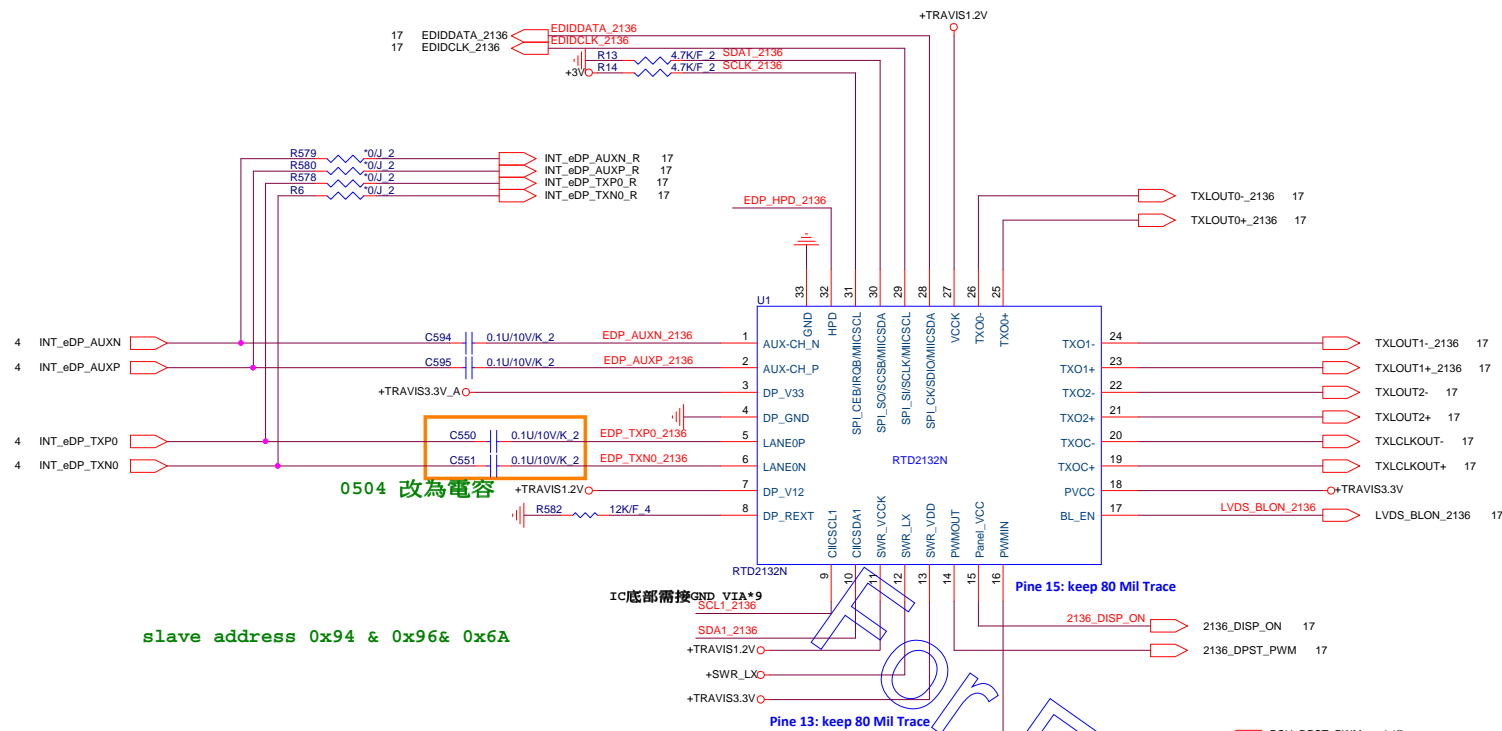 +TRAVIS1.2V
17 EDIDDATA_2136 EDIDDATA_2136
17 EDIDCLK_2136 EDIDCLK_2136
R13 4.7K/F_2 SDAT_2136
+3V R14 4.7K/F_2 SCLK_2136
R579 *0/J_2 INT_eDP_AUXN_R 17
R580 *0/J_2 INT_eDP_AUXP_R 17
R578 *0/J_2 INT_eDP_TXP0_R 17
R6 *0/J_2 INT_eDP_TXN0_R 17
EDP_HPD_2136
TXLOUT0-_2136 17
TXLOUT0+_2136 17
33 32 31 30 29 28 27 26 25
U1
GND
HPD
SPI_CEB/IRQB/MIICSCL
SPI_SO/SCSB/MIICSDA
SPI_SI/SCLK/MIICSCL
SPI_CK/SDIO/MIICSDA
VCCK
TXO0-
TXO0+
4 INT_eDP_AUXN C594 0.1U/10V/K_2 EDP_AUXN_2136 1 AUX-CH_N
4 INT_eDP_AUXP C595 0.1U/10V/K_2 EDP_AUXP_2136 2 AUX-CH_P
+TRAVIS3.3V_A 3 DP_V33
4 DP_GND
4 INT_eDP_TXP0 C550 0.1U/10V/K_2 EDP_TXP0_2136 5 LANE0P
4 INT_eDP_TXN0 C551 0.1U/10V/K_2 EDP_TXN0_2136 6 LANE0N
0504 改為電容
+TRAVIS1.2V 7 DP_V12
R582 12K/F_4 8 DP_REXT
RTD2132N
TXO1- 24 TXLOUT1-_2136 17
TXO1+ 23 TXLOUT1+_2136 17
TXO2- 22 TXLOUT2- 17
TXO2+ 21 TXLOUT2+ 17
TXOC- 20 TXLCLKOUT- 17
TXOC+ 19 TXLCLKOUT+ 17
PVCC 18 +TRAVIS3.3V
BL_EN 17 LVDS_BLON_2136 LVDS_BLON_2136 17
CIICSCL1
CIICSDA1
SWR_VCCK
SWR_LX
SWR_VDD
PWMOUT
Panel_VCC
PWMIN
RTD2132N
9 10 11 12 13 14 15 16
Pine 15: keep 80 Mil Trace
IC底部需接GND VIA*9
SCL1_2136
SDA1_2136
slave address 0x94 & 0x96& 0x6A
2136_DISP_ON 2136_DISP_ON 17
2136_DPST_PWM 17
+TRAVIS1.2V
+SWR_LX
+TRAVIS3.3V
Pine 13: keep 80 Mil Trace
For